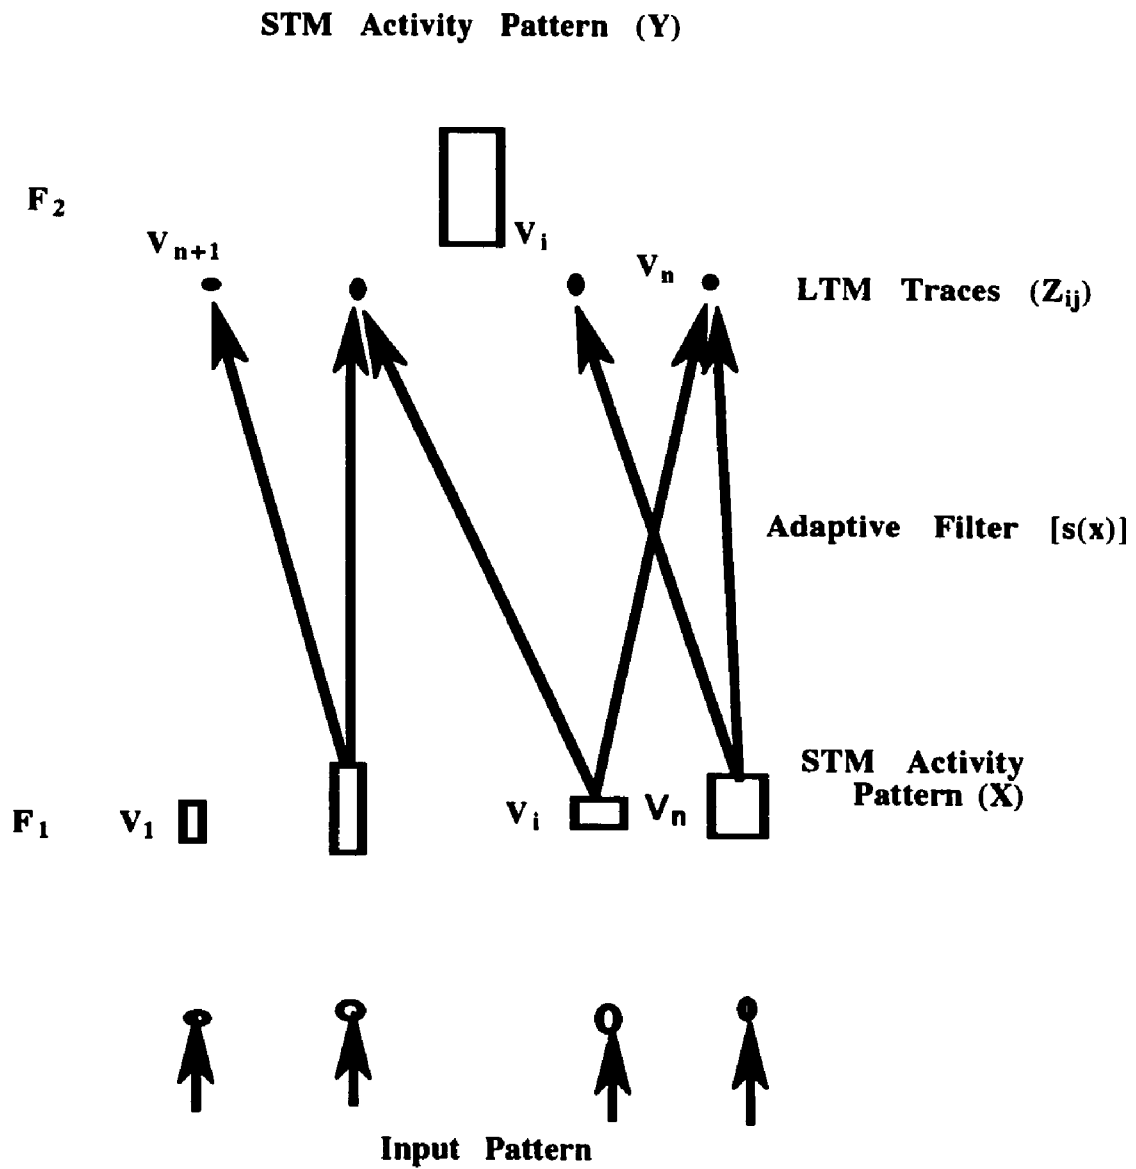 STM Activity Pattern (Y)
F2
Vi
Vn+1
Vn
LTM Traces (Zij)
Adaptive Filter [s(x)]
STM Activity
Pattern (X)
F1
V1
Vi
Vn
Input Pattern